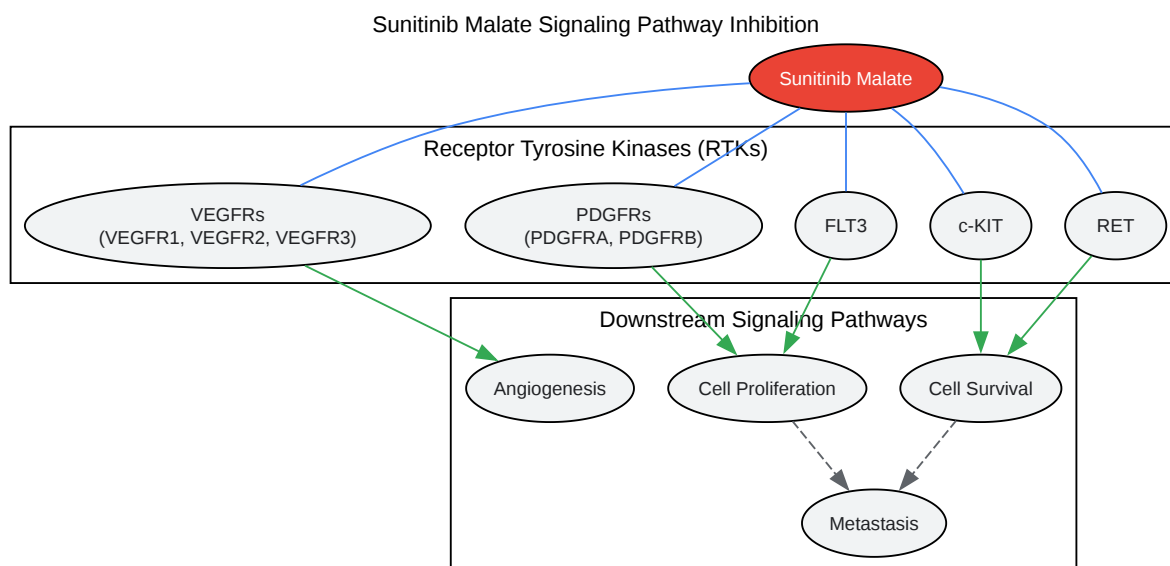 Sunitinib Malate Signaling Pathway Inhibition
Sunitinib Malate
Receptor Tyrosine Kinases (RTKs)
VEGFRs
(VEGFR1, VEGFR2, VEGFR3)
PDGFRs
(PDGFRA, PDGFRB)
FLT3
c-KIT
RET
Downstream Signaling Pathways
Angiogenesis
Cell Proliferation
Cell Survival
Metastasis